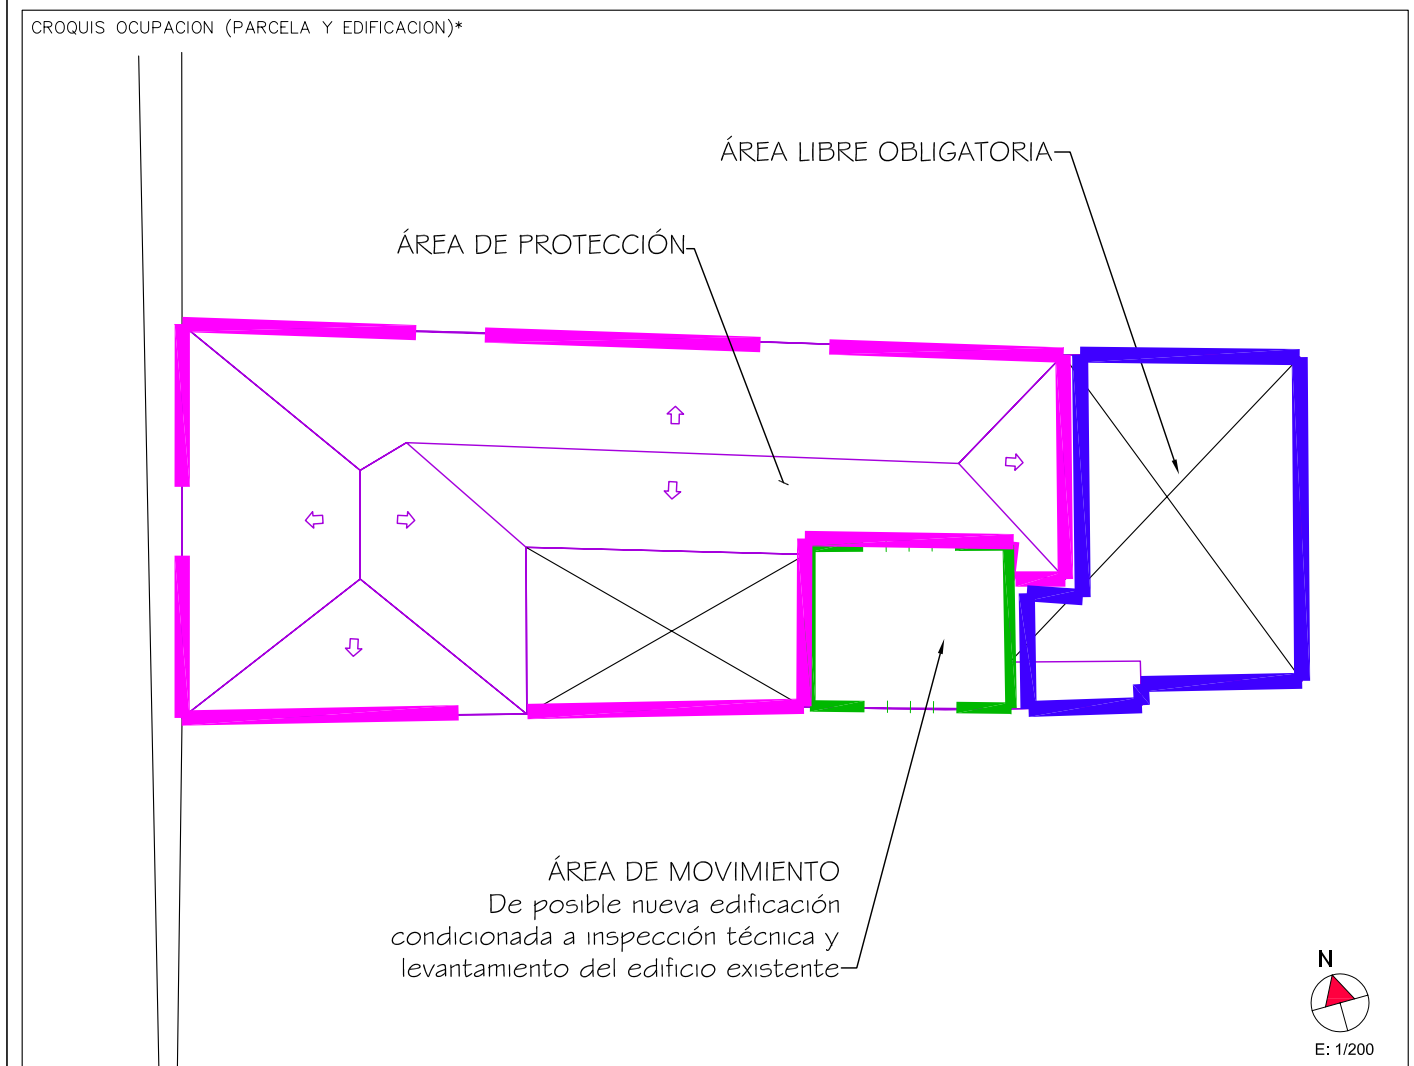 CROQUIS OCUPACION (PARCELA Y EDIFICACION)*
ÁREA LIBRE OBLIGATORIA
ÁREA DE PROTECCIÓN
ÁREA DE MOVIMIENTO
De posible nueva edificación
condicionada a inspección técnica y
levantamiento del edificio existente
N
E: 1/200